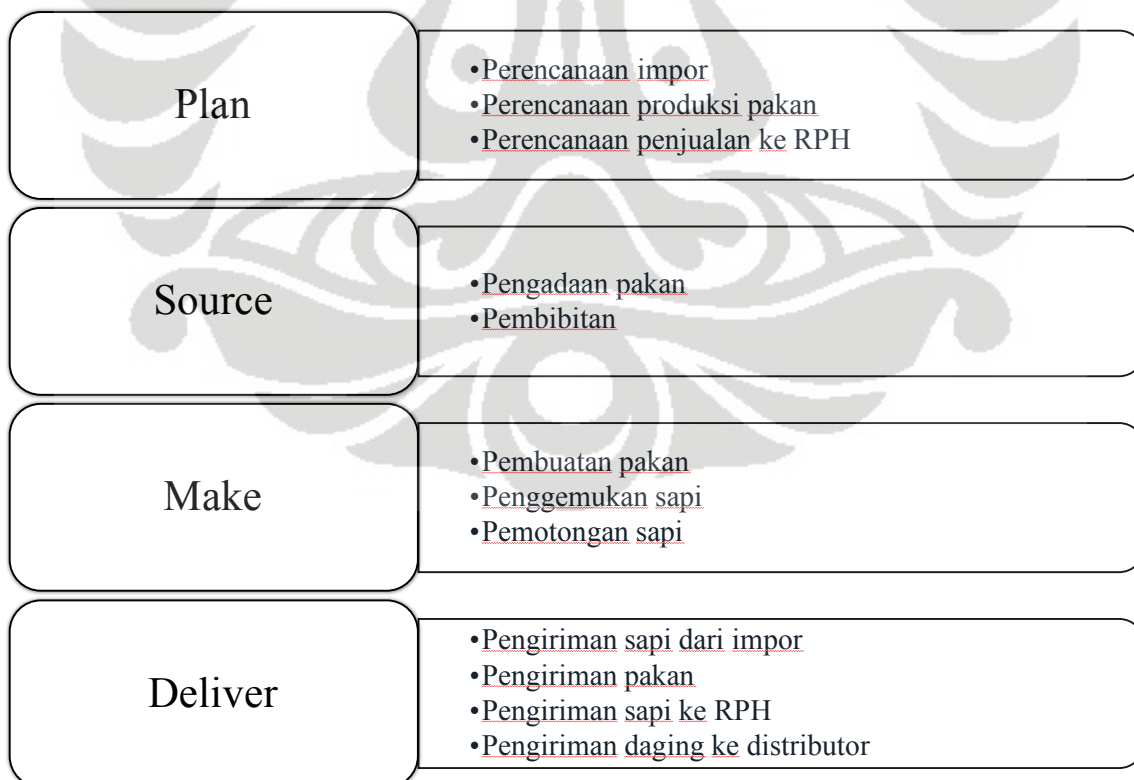 Plan
•Perencanaan impor
•Perencanaan produksi pakan
•Perencanaan penjualan ke RPH
Source
•Pengadaan pakan
•Pembibitan
Make
•Pembuatan pakan
•Penggemukan sapi
•Pemotongan sapi
Deliver
•Pengiriman sapi dari impor
•Pengiriman pakan
•Pengiriman sapi ke RPH
•Pengiriman daging ke distributor